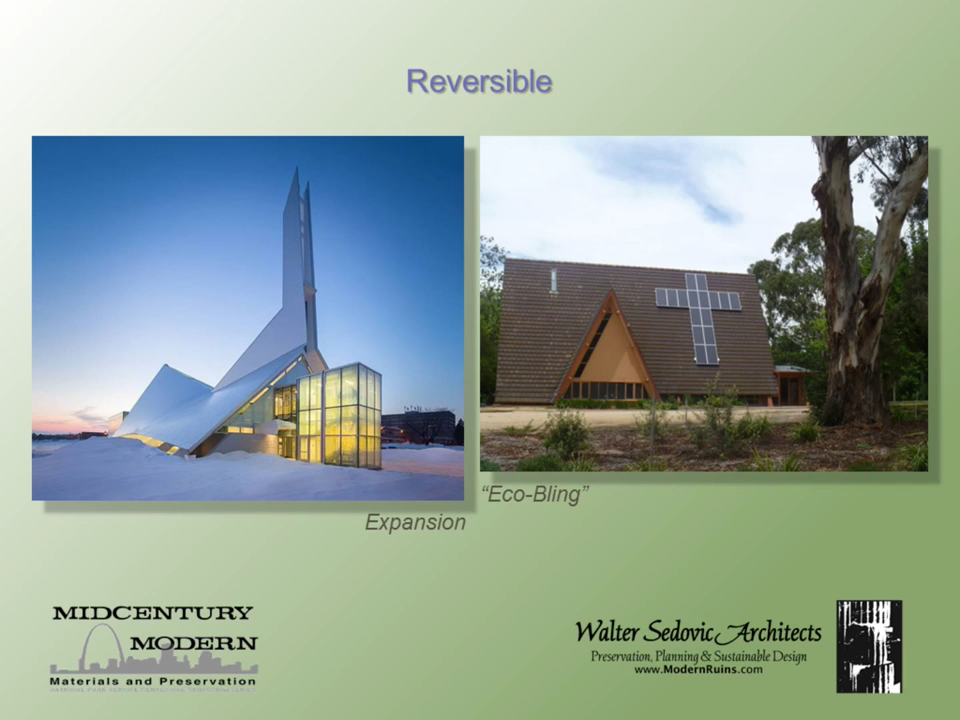 Reversible
“Eco-Bling”
Expansion
MIDCENTURY
MODERN
Materials and Preservation
Walter Sedovic Architects
Preservation, Planning & Sustainable Design
www.ModernRuins.com